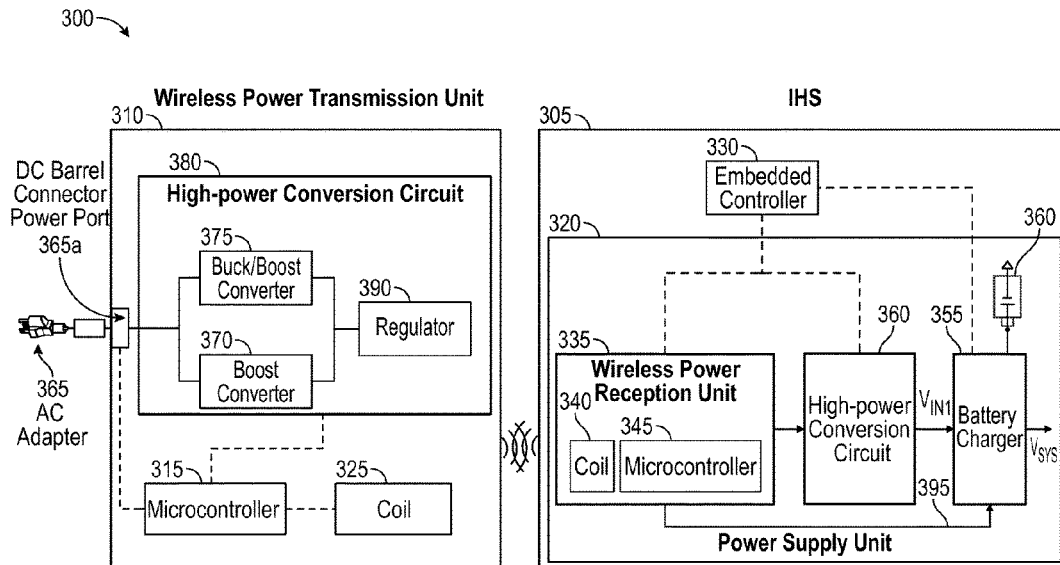 300
Wireless Power Transmission Unit
310
DC Barrel
Connector
Power Port
365a
365
AC
Adapter
380
High-power Conversion Circuit
375
Buck/Boost
Converter
370
Boost
Converter
390
Regulator
315
Microcontroller
325
Coil
IHS
305
330
Embedded
Controller
320
360
335
Wireless Power
Reception Unit
340
Coil
345
Microcontroller
360
High-power
Conversion
Circuit
VIN1
355
Battery
Charger
VSYS
395
Power Supply Unit